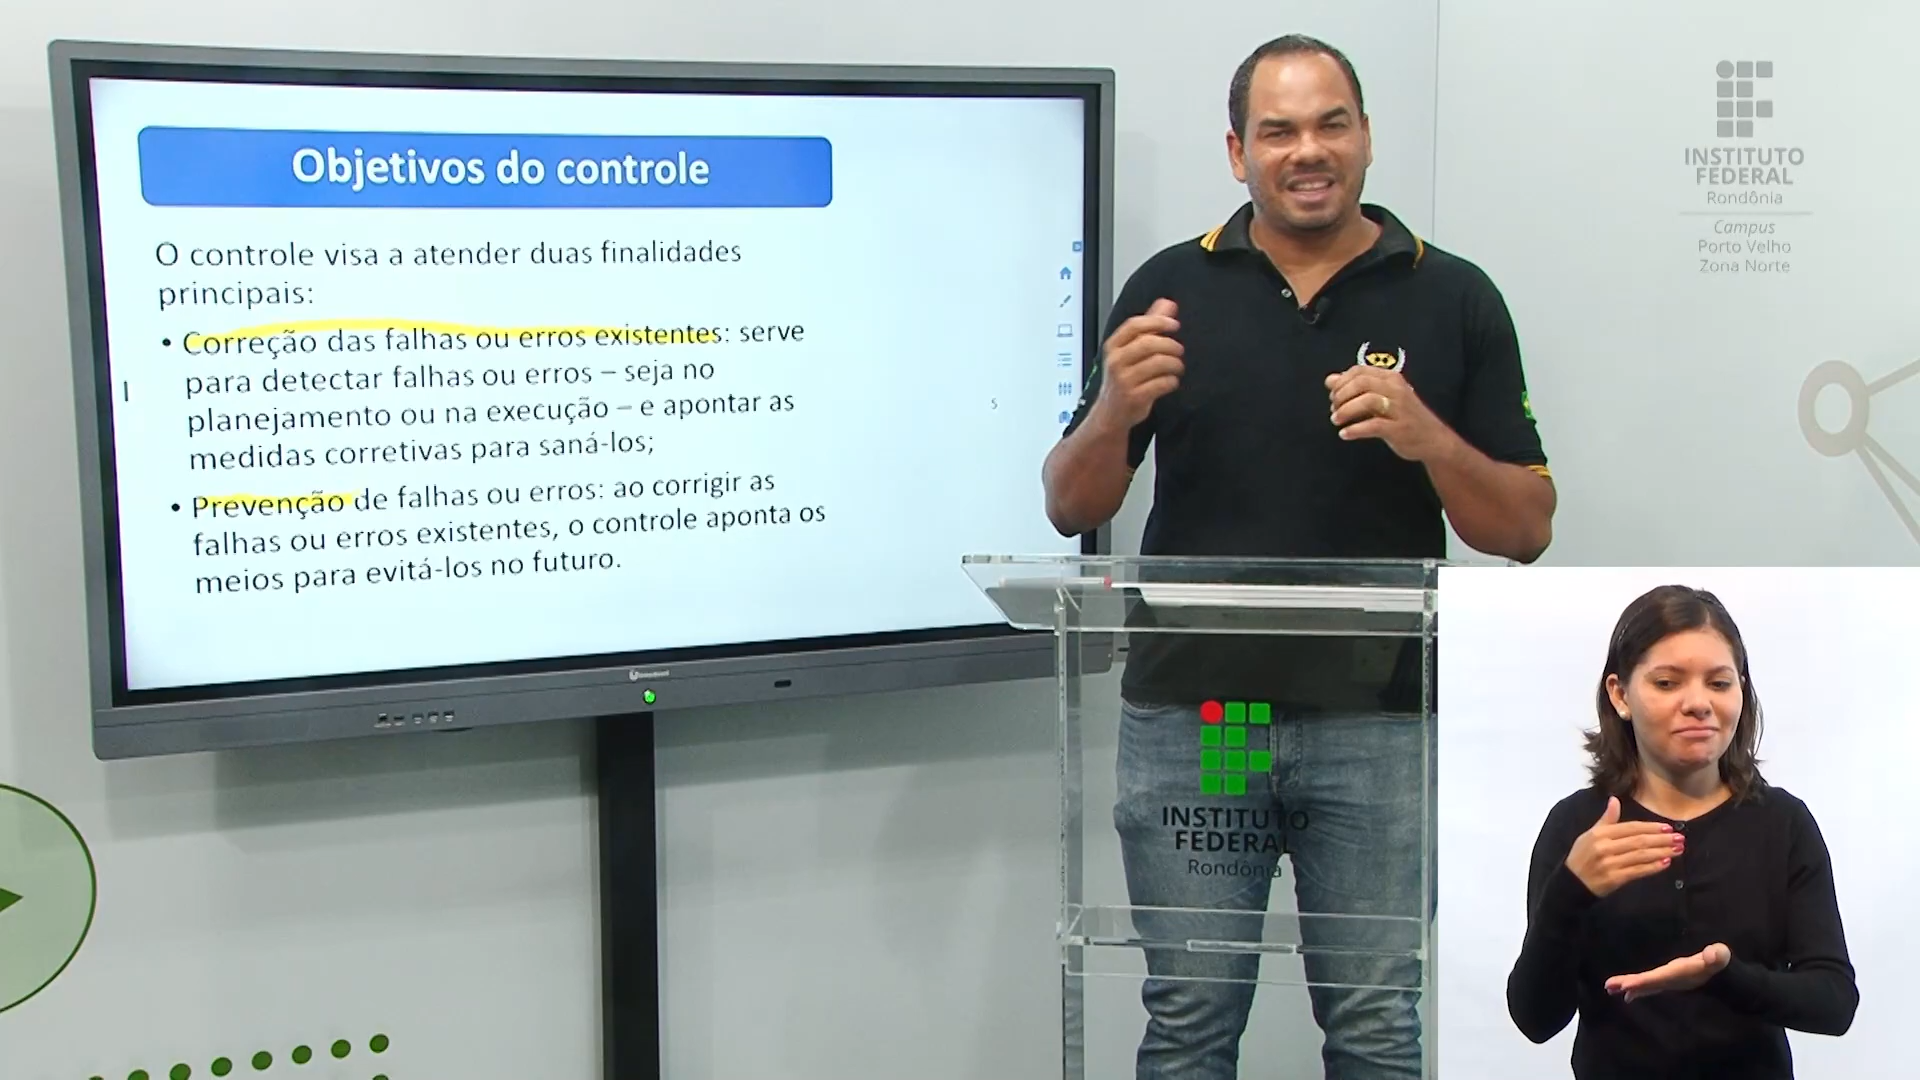 Objetivos do controle
O controle visa a atender duas finalidades
principais:
• Correção das falhas ou erros existentes: serve
para detectar falhas ou erros – seja no
planejamento ou na execução – e apontar as
medidas corretivas para saná-los;
• Prevenção de falhas ou erros: ao corrigir as
falhas ou erros existentes, o controle aponta os
meios para evitá-los no futuro.
INSTITUTO
FEDERAL
Rondônia
Campus
Porto Velho
Zona Norte
INSTITUTO
FEDERAL
Rondônia